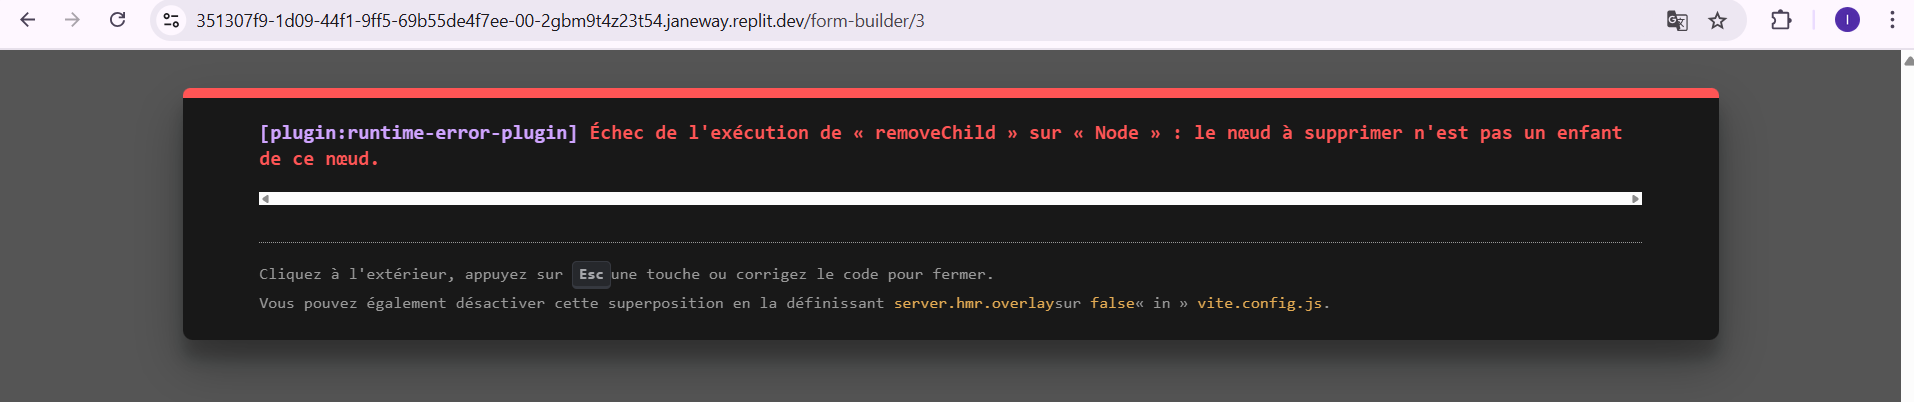 351307f9-1d09-44f1-9ff5-69b55de4f7ee-00-2gbm9t4z23t54.janeway.replit.dev/form-builder/3
I
[plugin:runtime-error-plugin] Échec de l'exécution de « removeChild » sur « Node » : le nœud à supprimer n'est pas un enfant
de ce nœud.
Cliquez à l'extérieur, appuyez sur Esc une touche ou corrigez le code pour fermer.
Vous pouvez également désactiver cette superposition en la définissant server.hmr.overlaysur false« in » vite.config.js.